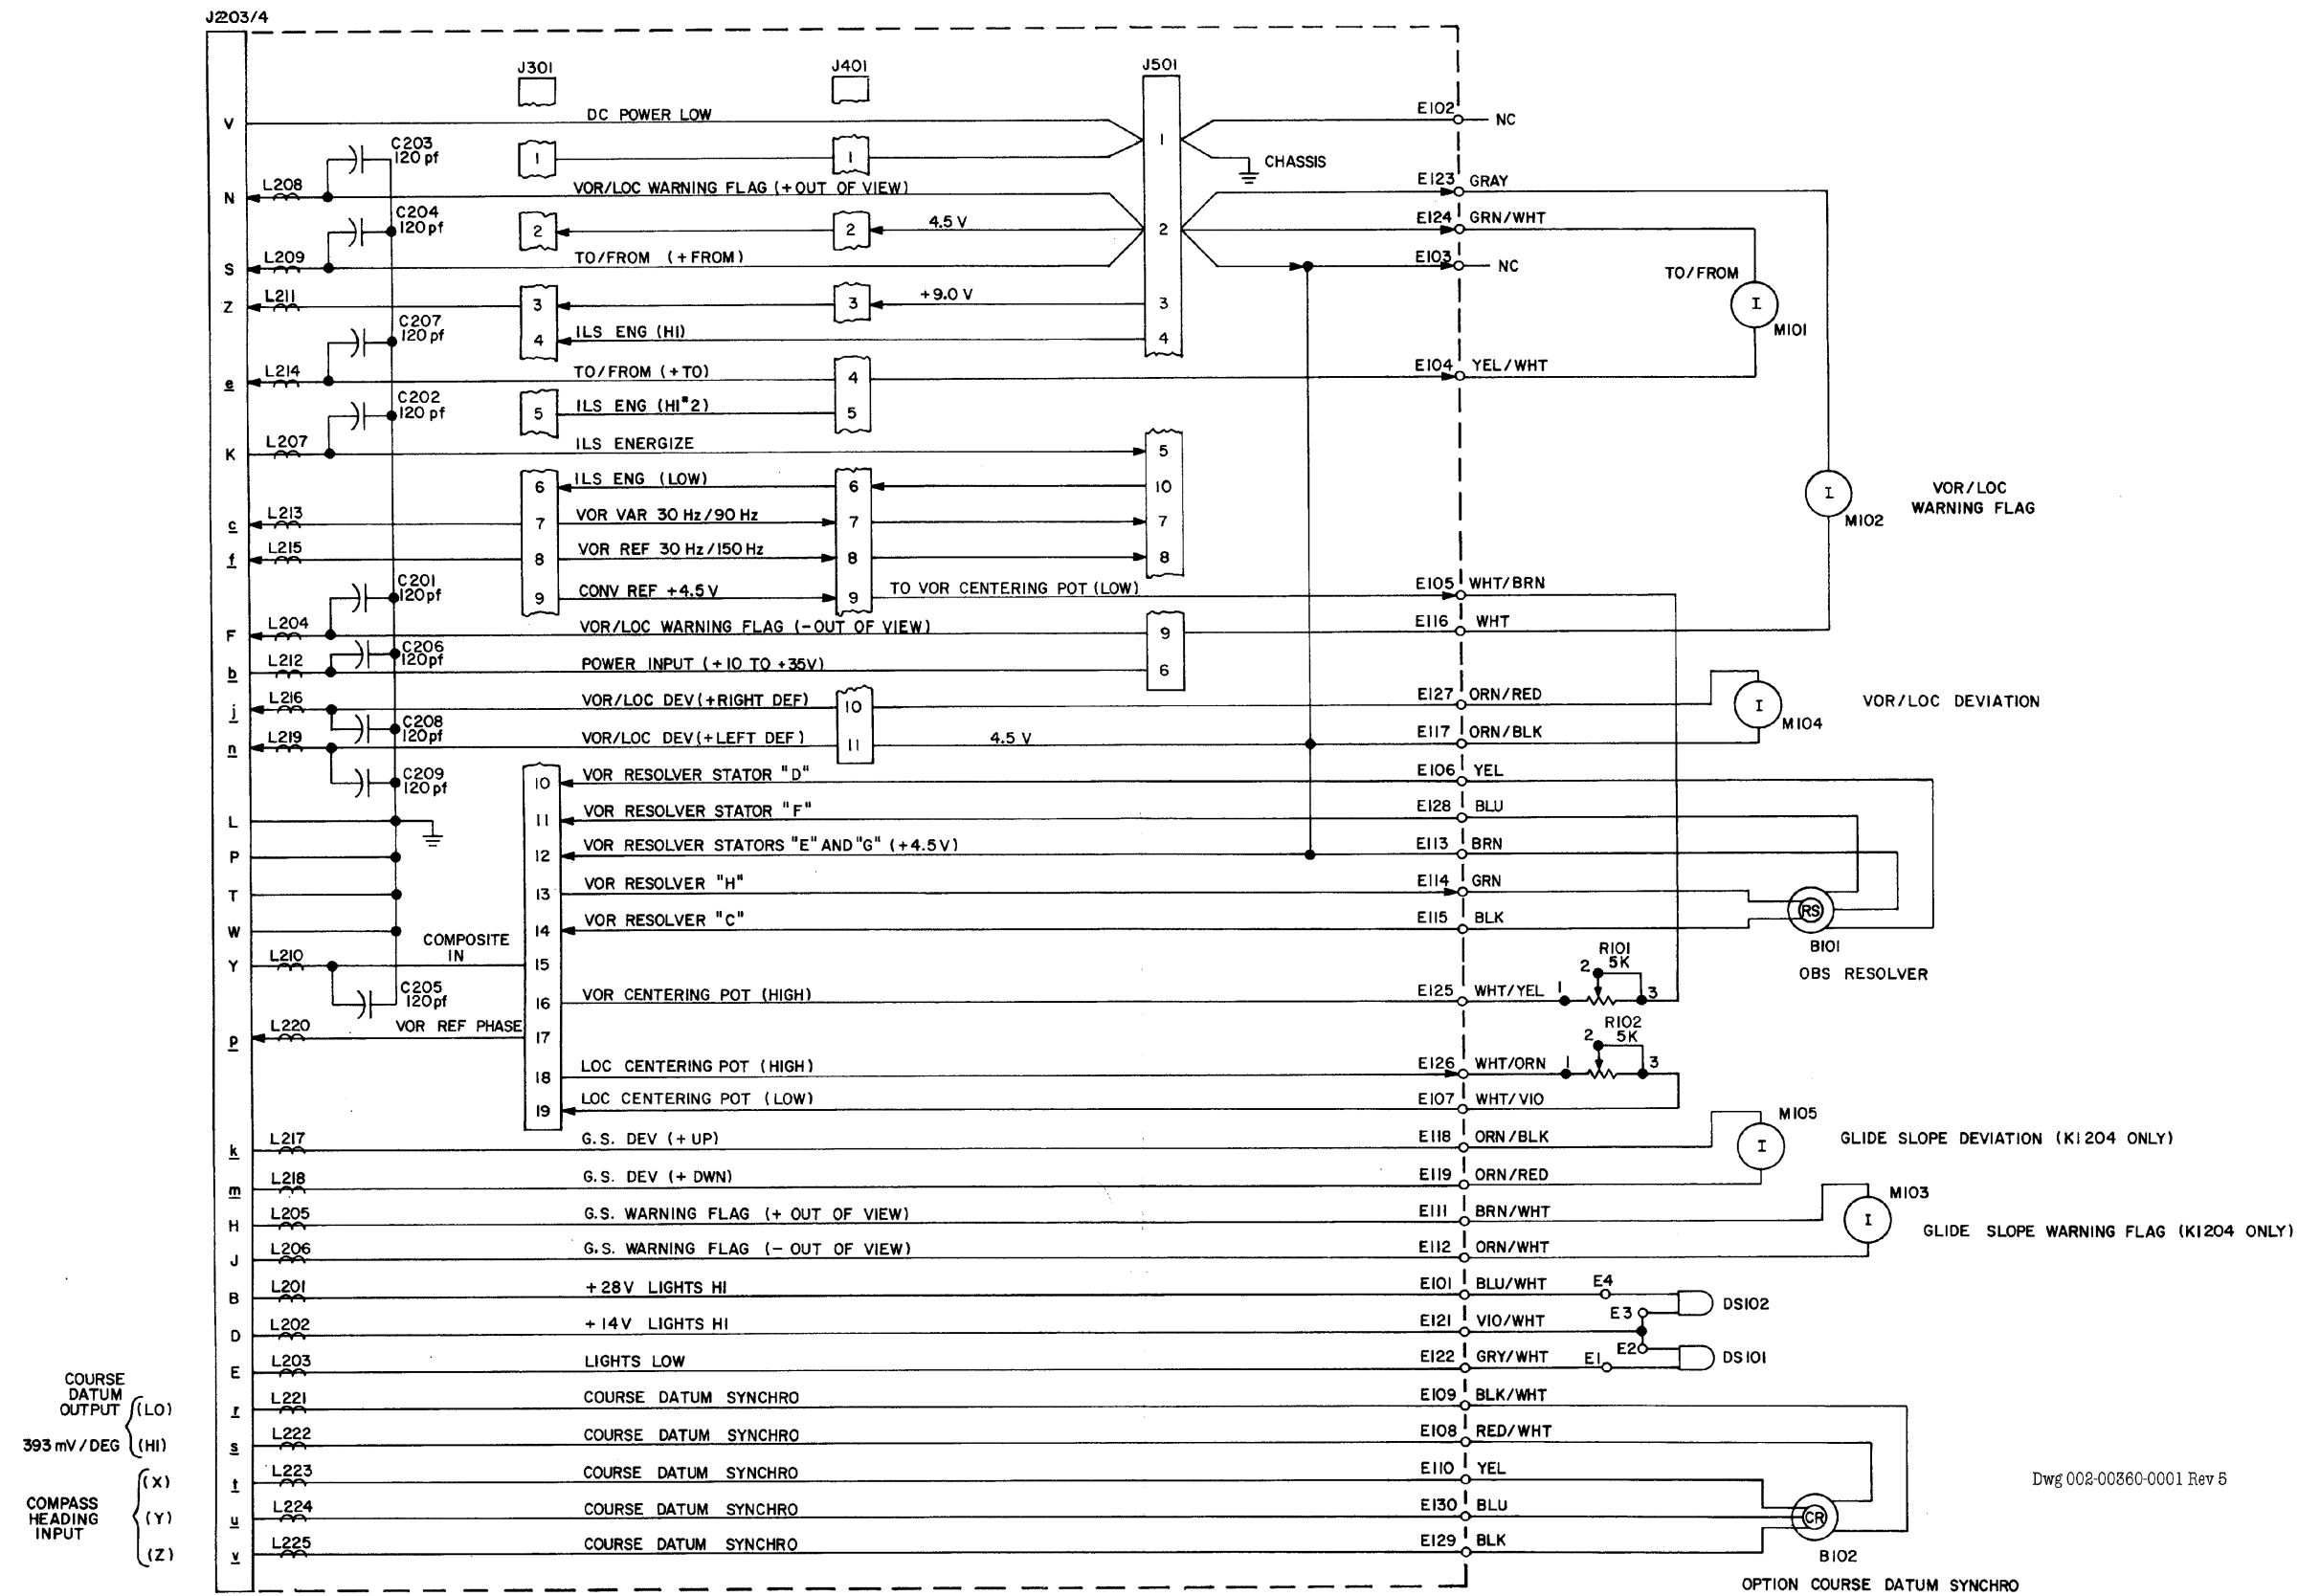 J203/4
J301
J401
J501
V
DC POWER LOW
1
E102
NC
C203
120 pf
1
1
CHASSIS
N
L208
VOR/LOC WARNING FLAG (+OUT OF VIEW)
E123
GRAY
C204
120 pf
2
2
4.5 V
2
E124
GRN/WHT
S
L209
TO/FROM (+FROM)
E103
NC
TO/FROM
I
M101
Z
L211
3
3
+9.0 V
3
C207
120 pf
4
ILS ENG (HI)
4
e
L214
TO/FROM (+TO)
4
E104
YEL/WHT
C202
120 pf
5
ILS ENG (HI#2)
5
K
L207
ILS ENERGIZE
5
6
ILS ENG (LOW)
6
10
I
M102
VOR/LOC
WARNING FLAG
c
L213
7
VOR VAR 30 Hz/90 Hz
7
7
f
L215
8
VOR REF 30 Hz/150 Hz
8
8
C201
120pf
9
CONV REF +4.5 V
9
TO VOR CENTERING POT (LOW)
E105
WHT/BRN
F
L204
VOR/LOC WARNING FLAG (-OUT OF VIEW)
9
E116
WHT
C206
120pf
b
L212
POWER INPUT (+10 TO +35V)
6
j
L216
VOR/LOC DEV (+RIGHT DEF)
10
E127
ORN/RED
I
M104
VOR/LOC DEVIATION
C208
120pf
n
L219
VOR/LOC DEV (+LEFT DEF)
11
4.5 V
E117
ORN/BLK
C209
120pf
10
VOR RESOLVER STATOR "D"
E106
YEL
L
11
VOR RESOLVER STATOR "F"
E128
BLU
P
12
VOR RESOLVER STATORS "E" AND "G" (+4.5V)
E113
BRN
T
13
VOR RESOLVER "H"
E114
GRN
W
14
VOR RESOLVER "C"
E115
BLK
RS
B101
OBS RESOLVER
Y
L210
COMPOSITE
IN
15
C205
120pf
16
VOR CENTERING POT (HIGH)
E125
WHT/YEL
1
2
R101
5K
3
p
L220
VOR REF PHASE
17
18
LOC CENTERING POT (HIGH)
E126
WHT/ORN
1
2
R102
5K
3
19
LOC CENTERING POT (LOW)
E107
WHT/VIO
k
L217
G.S. DEV (+ UP)
E118
ORN/BLK
I
M105
GLIDE SLOPE DEVIATION (KI 204 ONLY)
m
L218
G.S. DEV (+ DWN)
E119
ORN/RED
H
L205
G.S. WARNING FLAG (+ OUT OF VIEW)
E111
BRN/WHT
I
M103
GLIDE SLOPE WARNING FLAG (KI 204 ONLY)
J
L206
G.S. WARNING FLAG (- OUT OF VIEW)
E112
ORN/WHT
B
L201
+ 28V LIGHTS HI
E101
BLU/WHT
E4
DS102
D
L202
+ 14V LIGHTS HI
E121
VIO/WHT
E3
E2
E
L203
LIGHTS LOW
E122
GRY/WHT
E1
DS101
COURSE
DATUM
OUTPUT
(LO)
r
L221
COURSE DATUM SYNCHRO
E109
BLK/WHT
393 mV/DEG
(HI)
s
L222
COURSE DATUM SYNCHRO
E108
RED/WHT
COMPASS
HEADING
INPUT
(X)
t
L223
COURSE DATUM SYNCHRO
E110
YEL
(Y)
u
L224
COURSE DATUM SYNCHRO
E130
BLU
(Z)
v
L225
COURSE DATUM SYNCHRO
E129
BLK
CR
B102
OPTION COURSE DATUM SYNCHRO
Dwg 002-00360-0001 Rev 5